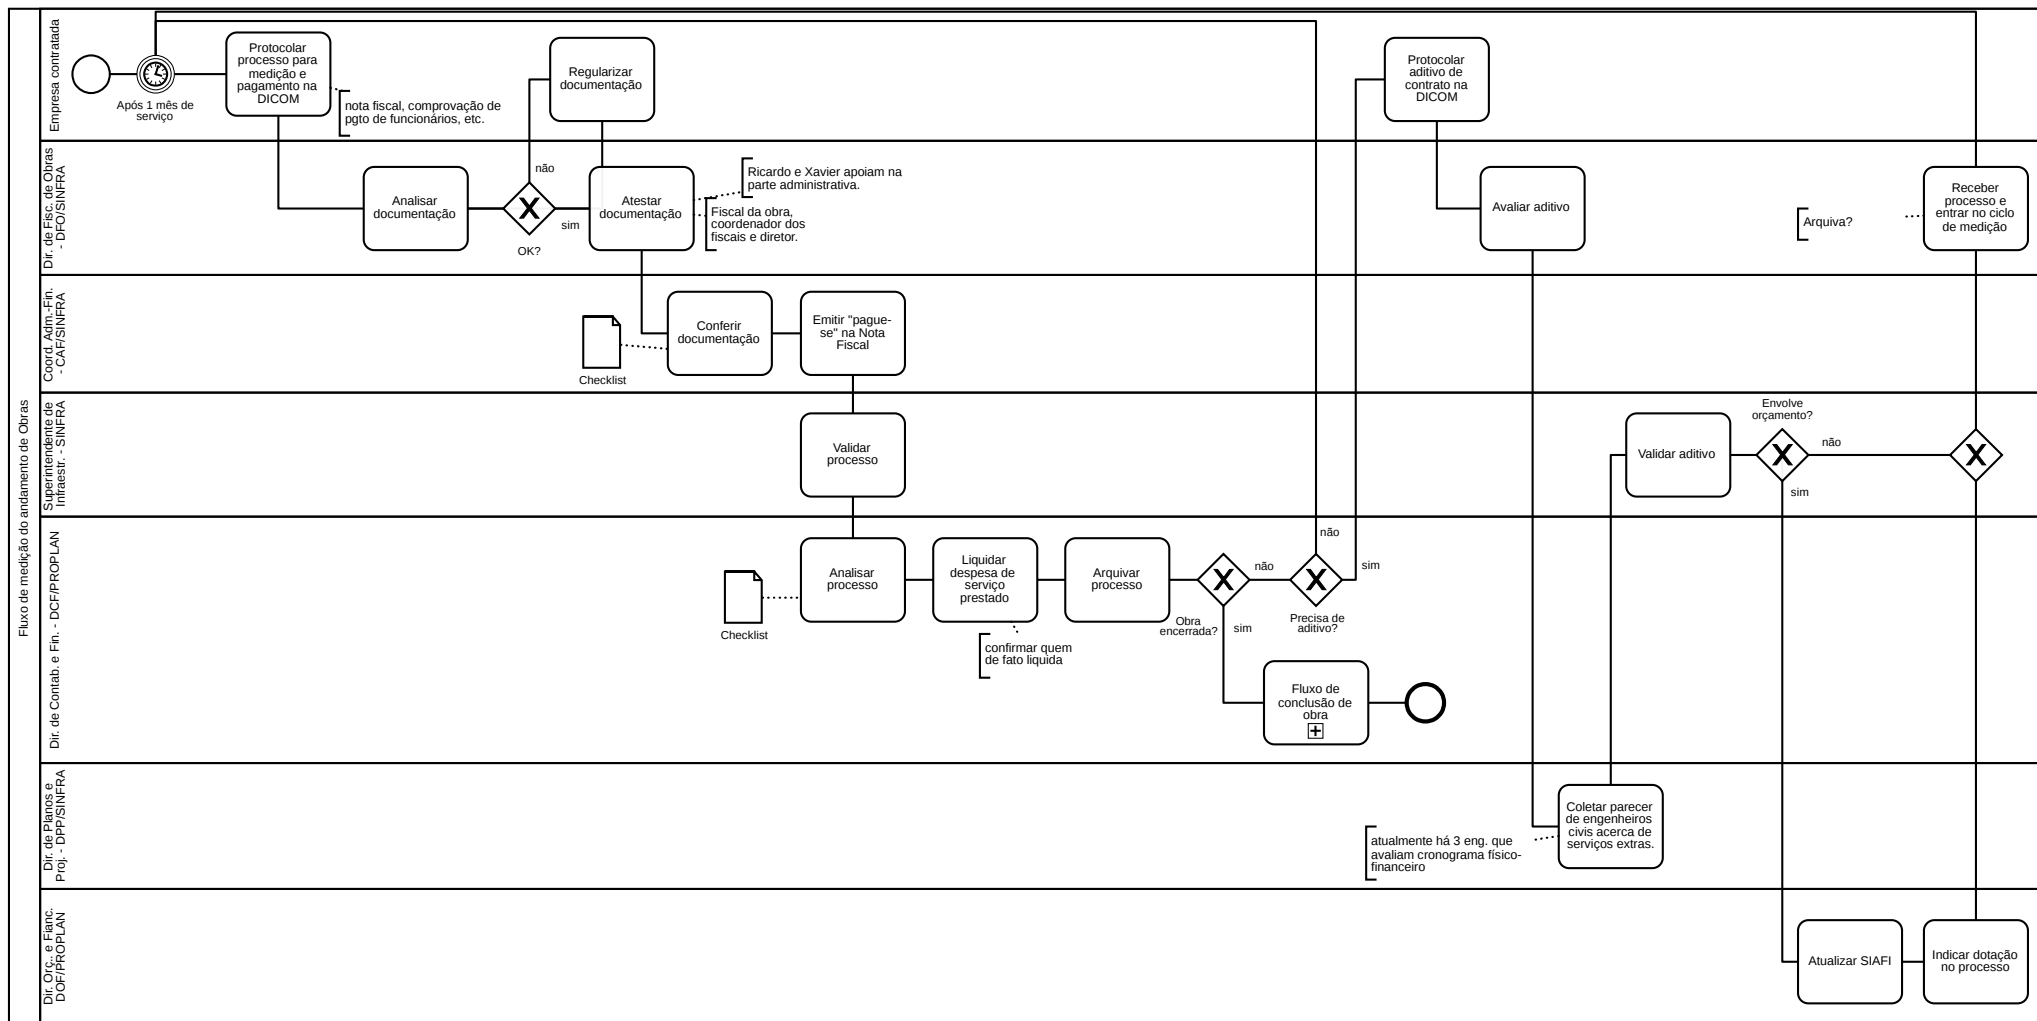 Fluxo de medição do andamento de Obras
Empresa contratada
Após 1 mês de
serviço
Protocolar
processo para
medição e
pagamento na
DICOM
nota fiscal, comprovação de
pgto de funcionários, etc.
Regularizar
documentação
Protocolar
aditivo de
contrato na
DICOM
Dir. de Fisc. de Obras
- DFO/SINFRA
Analisar
documentação
não
OK?
sim
Atestar
documentação
Ricardo e Xavier apoiam na
parte administrativa.
Fiscal da obra,
coordenador dos
fiscais e diretor.
Avaliar aditivo
Arquiva?
Receber
processo e
entrar no ciclo
de medição
Coord. Adm.-Fin.
- CAF/SINFRA
Checklist
Conferir
documentação
Emitir "pague-
se" na Nota
Fiscal
Superintendente de
Infraestr. - SINFRA
Validar
processo
Validar aditivo
Envolve
orçamento?
não
sim
Dir. de Contab. e Fin. - DCF/PROPLAN
Checklist
Analisar
processo
Liquidar
despesa de
serviço
prestado
confirmar quem
de fato liquida
Arquivar
processo
Obra
encerrada?
não
sim
não
sim
Precisa de
aditivo?
Fluxo de
conclusão de
obra
Dir. de Planos e
Proj. - DPP/SINFRA
atualmente há 3 eng. que
avaliam cronograma físico-
financeiro
Coletar parecer
de engenheiros
civis acerca de
serviços extras.
Dir. Orç.. e Fianc.
DOF/PROPLAN
Atualizar SIAFI
Indicar dotação
no processo